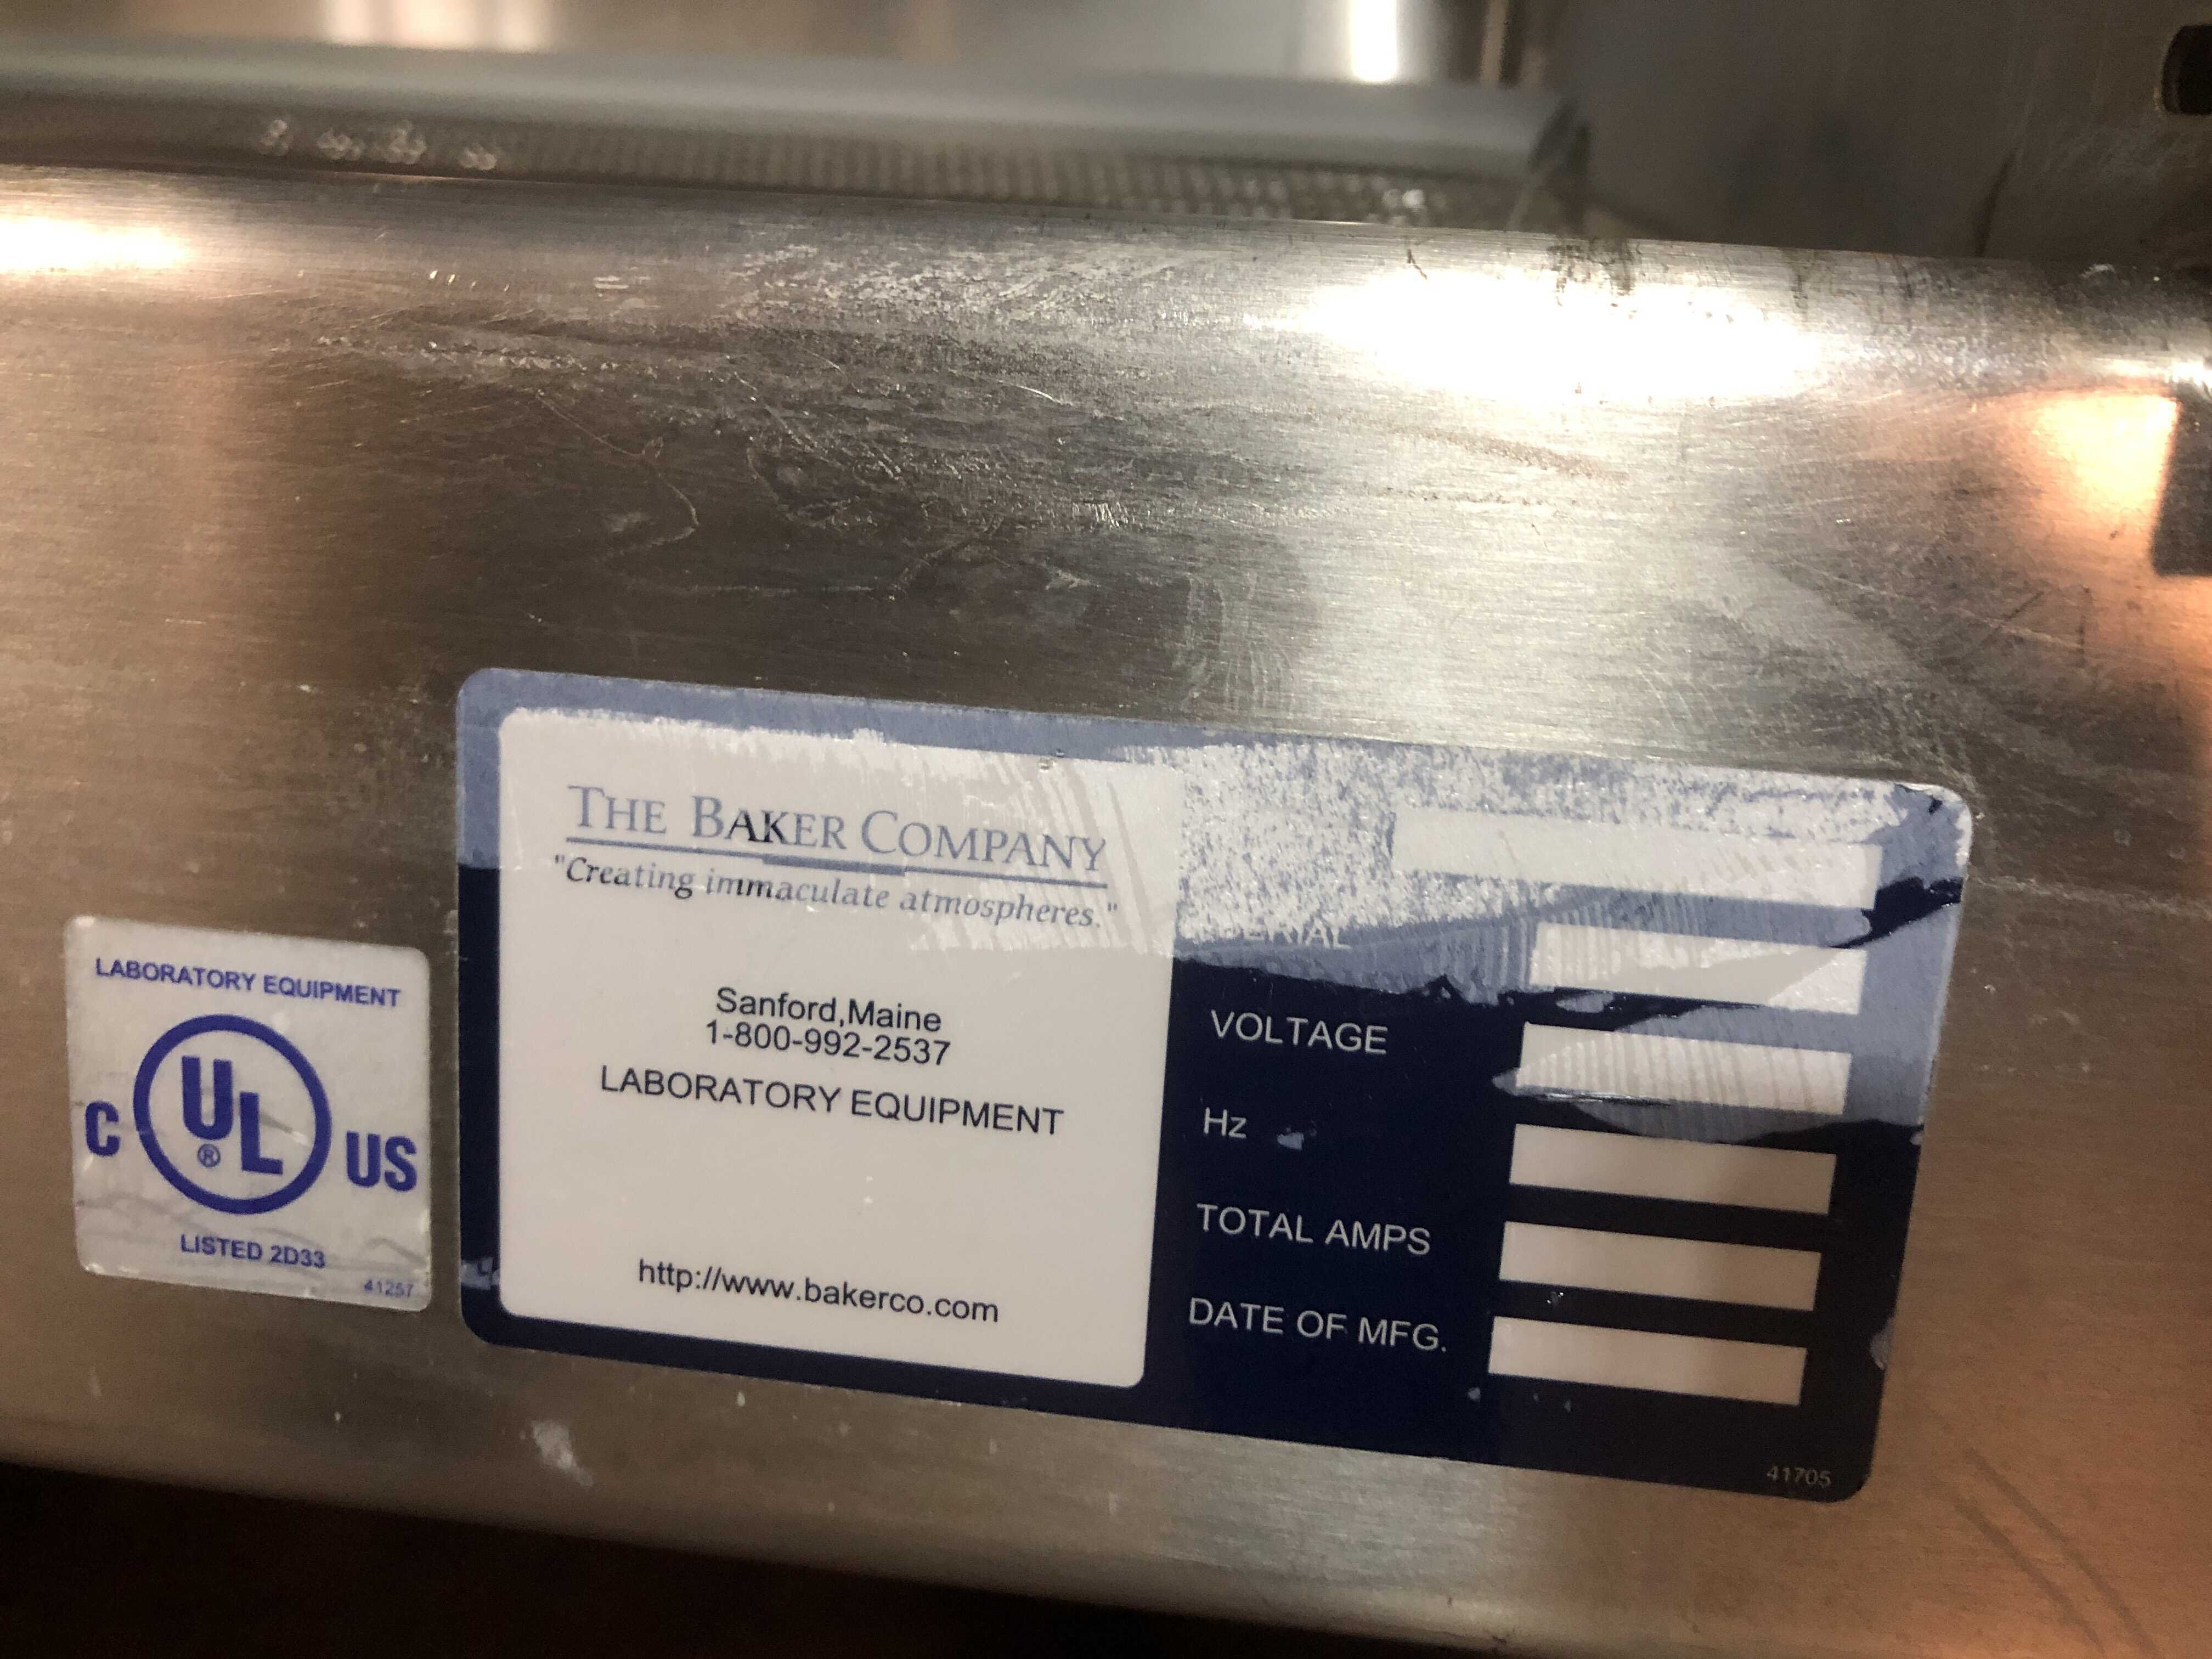 THE BAKER COMPANY
"Creating immaculate atmospheres."
Sanford,Maine
1-800-992-2537
LABORATORY EQUIPMENT
http://www.bakerco.com
SERIAL
VOLTAGE
Hz
TOTAL AMPS
DATE OF MFG.
41705
LABORATORY EQUIPMENT
C UL ® US
LISTED 2D33
41257